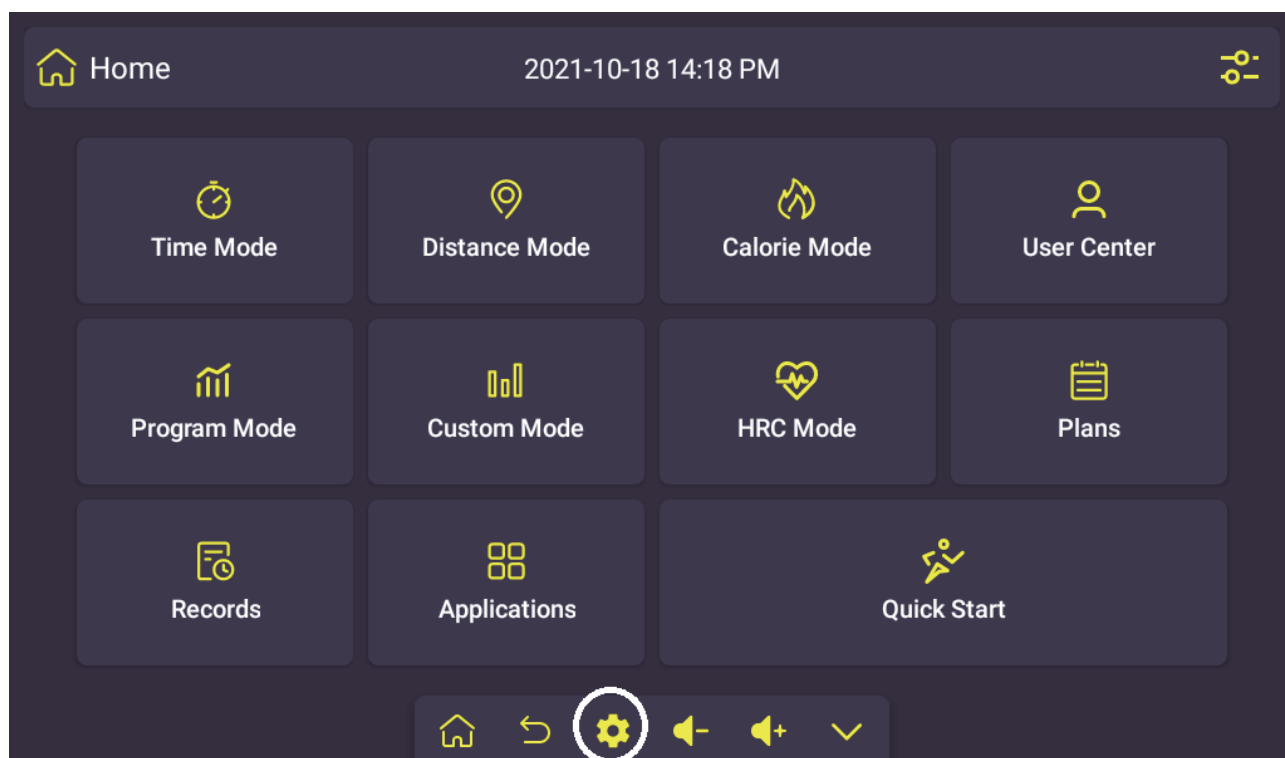 Home 2021-10-18 14:18 PM
Time Mode Distance Mode Calorie Mode User Center
Program Mode Custom Mode HRC Mode Plans
Records Applications Quick Start